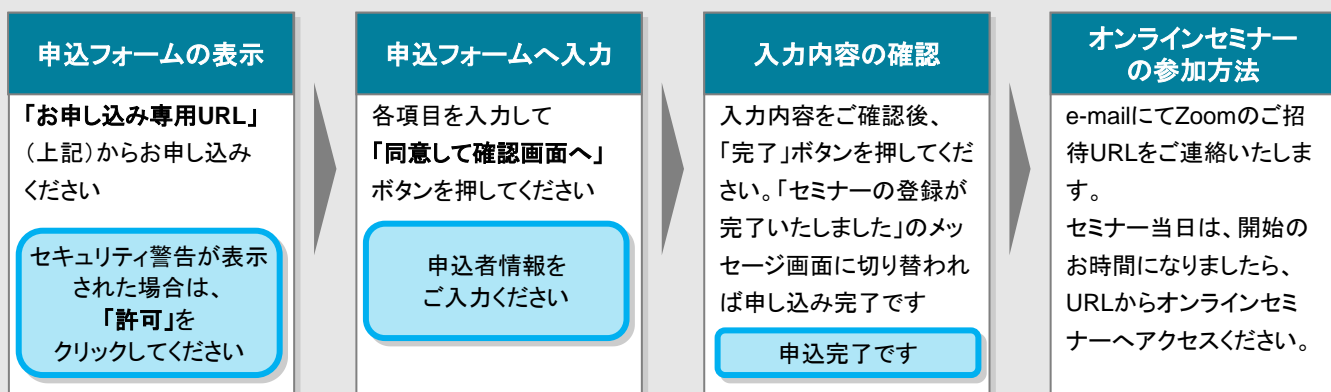 申込フォームの表示
「お申し込み専用URL」
（上記）からお申し込み
ください
セキュリティ警告が表示
された場合は、
「許可」を
クリックしてください
申込フォームへ入力
各項目を入力して
「同意して確認画面へ」
ボタンを押してください
申込者情報を
ご入力ください
入力内容の確認
入力内容をご確認後、
「完了」ボタンを押してくだ
さい。「セミナーの登録が
完了いたしました」のメッ
セージ画面に切り替われ
ば申し込み完了です
申込完了です
オンラインセミナー
の参加方法
e-mailにてZoomのご招
待URLをご連絡いたしま
す。
セミナー当日は、開始の
お時間になりましたら、
URLからオンラインセミ
ナーへアクセスください。